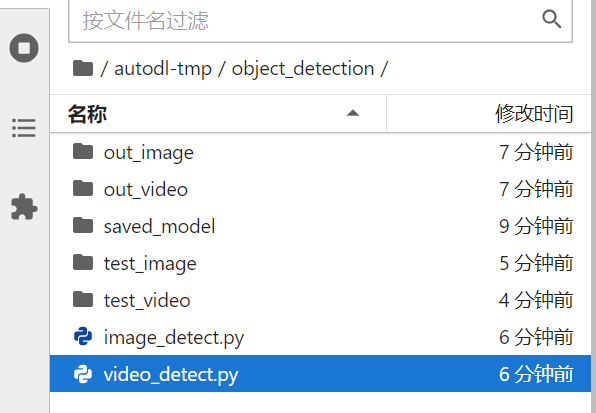 按文件名过滤
/ autodl-tmp / object_detection /
名称 修改时间
out_image 7 分钟前
out_video 7 分钟前
saved_model 9 分钟前
test_image 5 分钟前
test_video 4 分钟前
image_detect.py 6 分钟前
video_detect.py 6 分钟前